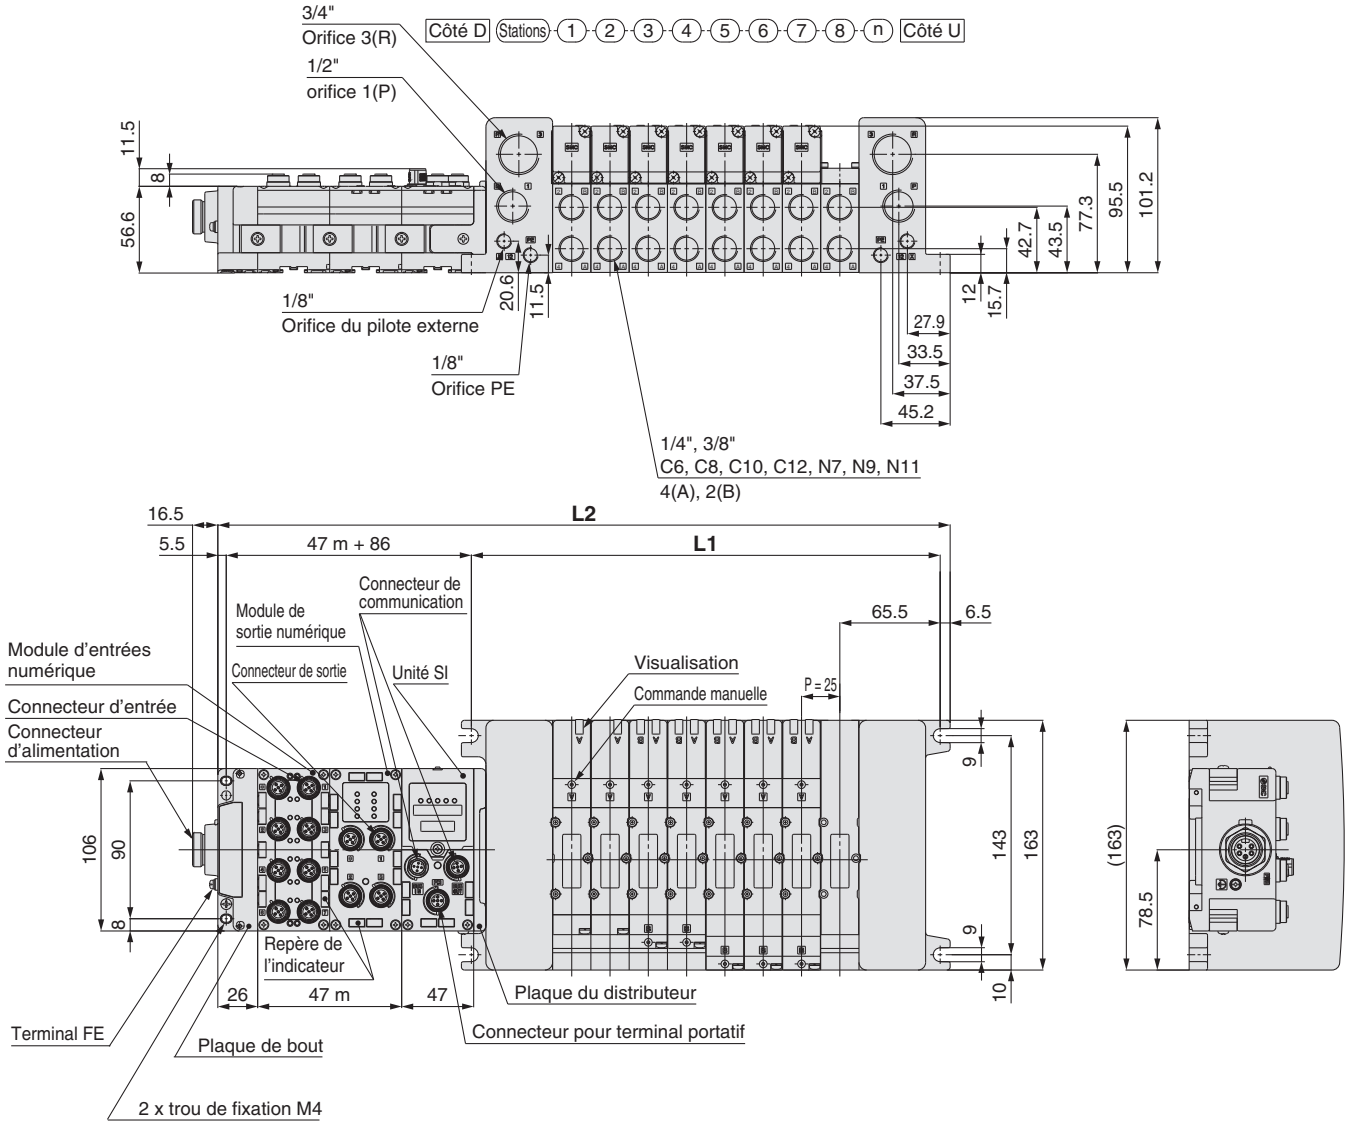 3/4"
Orifice 3(R)
Côté D Stations 1 2 3 4 5 6 7 8 n Côté U
1/2"
orifice 1(P)
11.5
8
56.6
1/8"
Orifice du pilote externe
20.6
11.5
1/8"
Orifice PE
1/4", 3/8"
C6, C8, C10, C12, N7, N9, N11
4(A), 2(B)
12
15.7
42.7
43.5
77.3
95.5
101.2
27.9
33.5
37.5
45.2
16.5
L2
5.5
47 m + 86
L1
65.5
6.5
Connecteur de
communication
Module de
sortie numérique
Module d'entrées
numérique
Connecteur de sortie
Unité SI
Visualisation
P = 25
Commande manuelle
Connecteur d'entrée
Connecteur
d'alimentation
106
90
8
9
143
163
9
10
(163)
78.5
Repère de
l'indicateur
26
47 m
47
Plaque du distributeur
Terminal FE
Plaque de bout
Connecteur pour terminal portatif
2 x trou de fixation M4